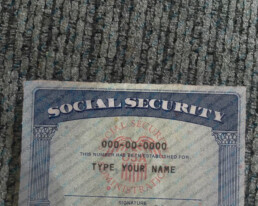 SOCIAL SECURITY
000-00-0000
THIS NUMBER HAS BEEN ESTABLISHED FOR
TYPE YOUR NAME
SIGNATURE